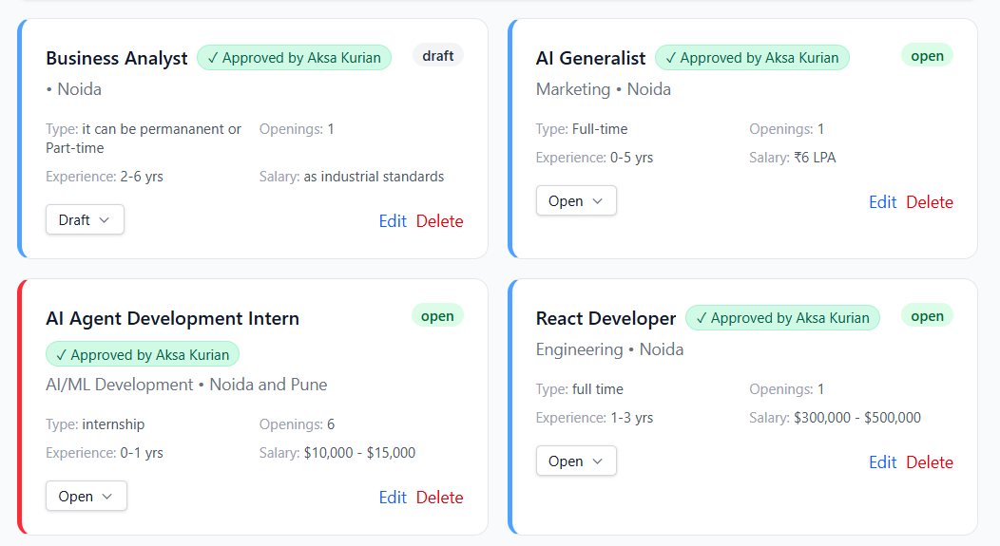 Business Analyst ✓ Approved by Aksa Kurian draft
• Noida
Type: it can be permananent or Part-time Openings: 1
Experience: 2-6 yrs Salary: as industrial standards
Draft Edit Delete
AI Generalist ✓ Approved by Aksa Kurian open
Marketing • Noida
Type: Full-time Openings: 1
Experience: 0-5 yrs Salary: ₹6 LPA
Open Edit Delete
AI Agent Development Intern open
✓ Approved by Aksa Kurian
AI/ML Development • Noida and Pune
Type: internship Openings: 6
Experience: 0-1 yrs Salary: $10,000 - $15,000
Open Edit Delete
React Developer ✓ Approved by Aksa Kurian open
Engineering • Noida
Type: full time Openings: 1
Experience: 1-3 yrs Salary: $300,000 - $500,000
Open Edit Delete